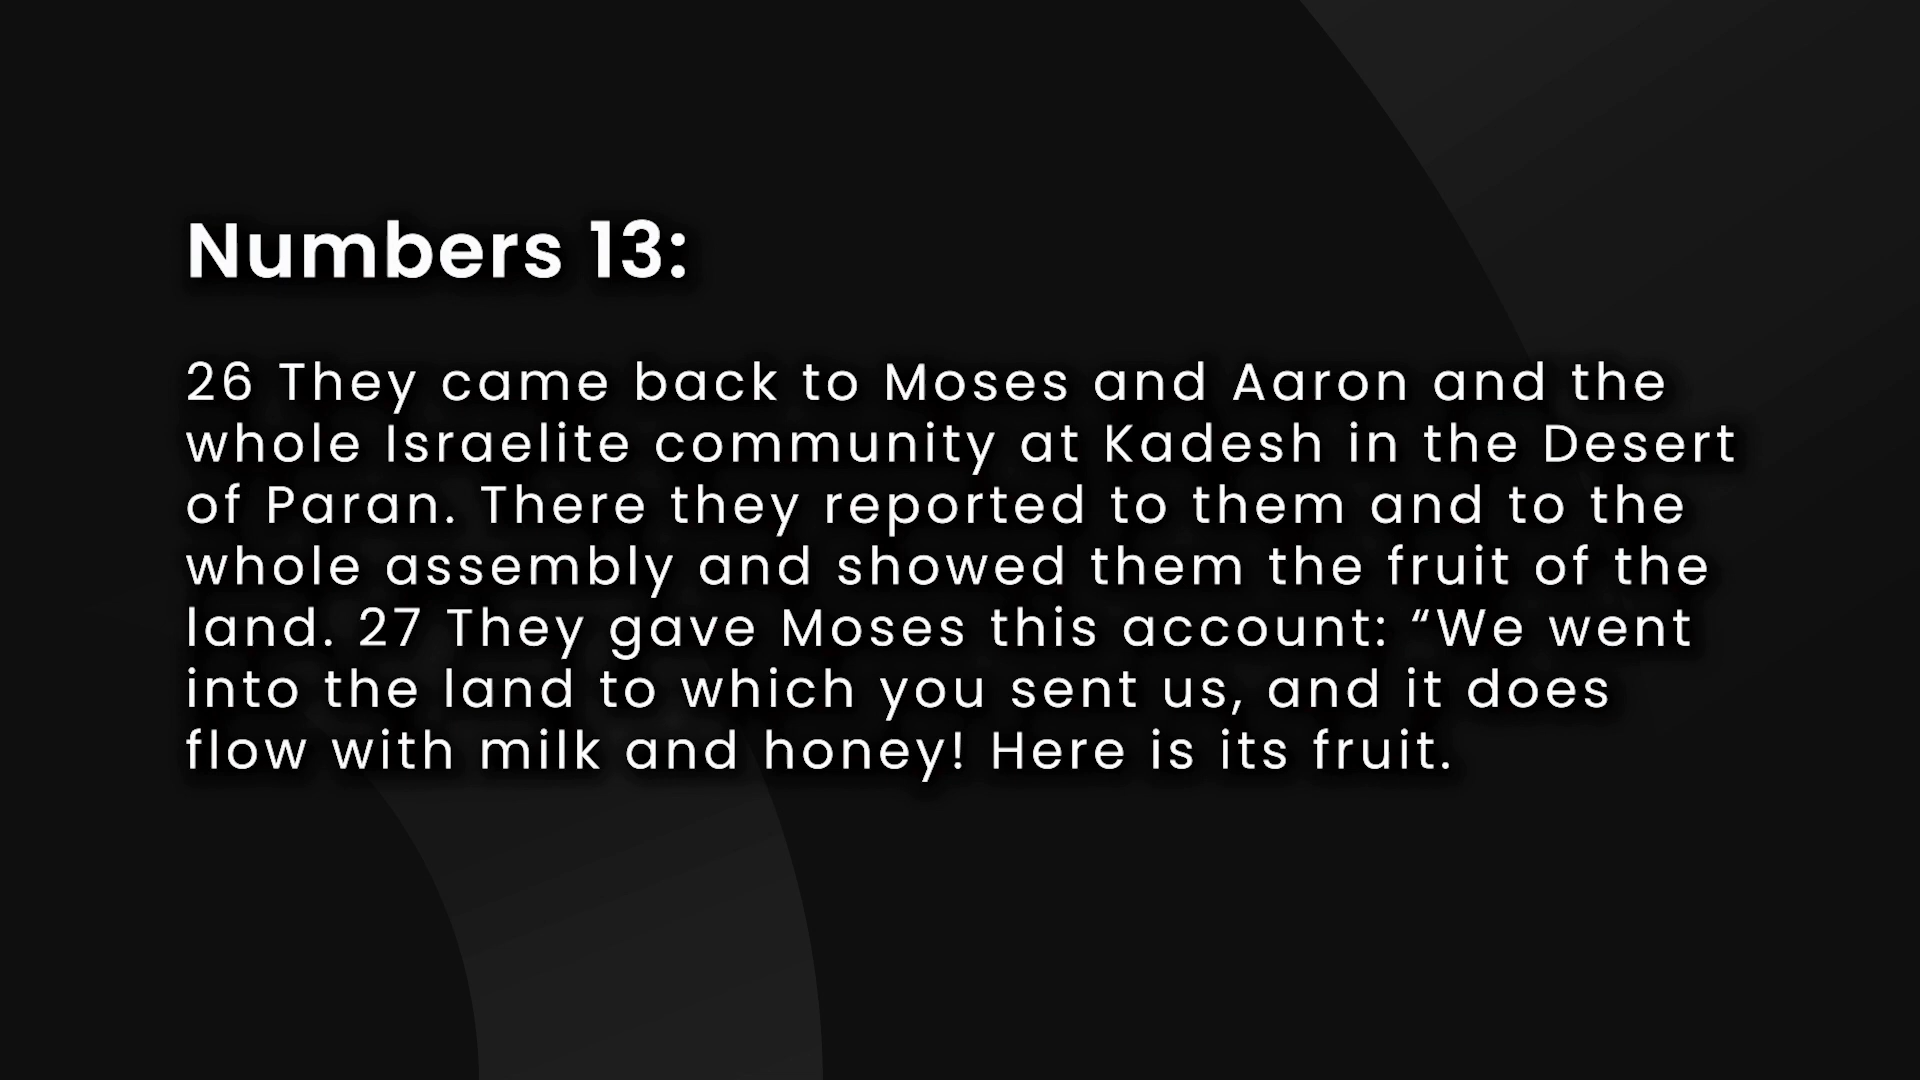 Numbers 13:
26 They came back to Moses and Aaron and the
whole Israelite community at Kadesh in the Desert
of Paran. There they reported to them and to the
whole assembly and showed them the fruit of the
land. 27 They gave Moses this account: “We went
into the land to which you sent us, and it does
flow with milk and honey! Here is its fruit.